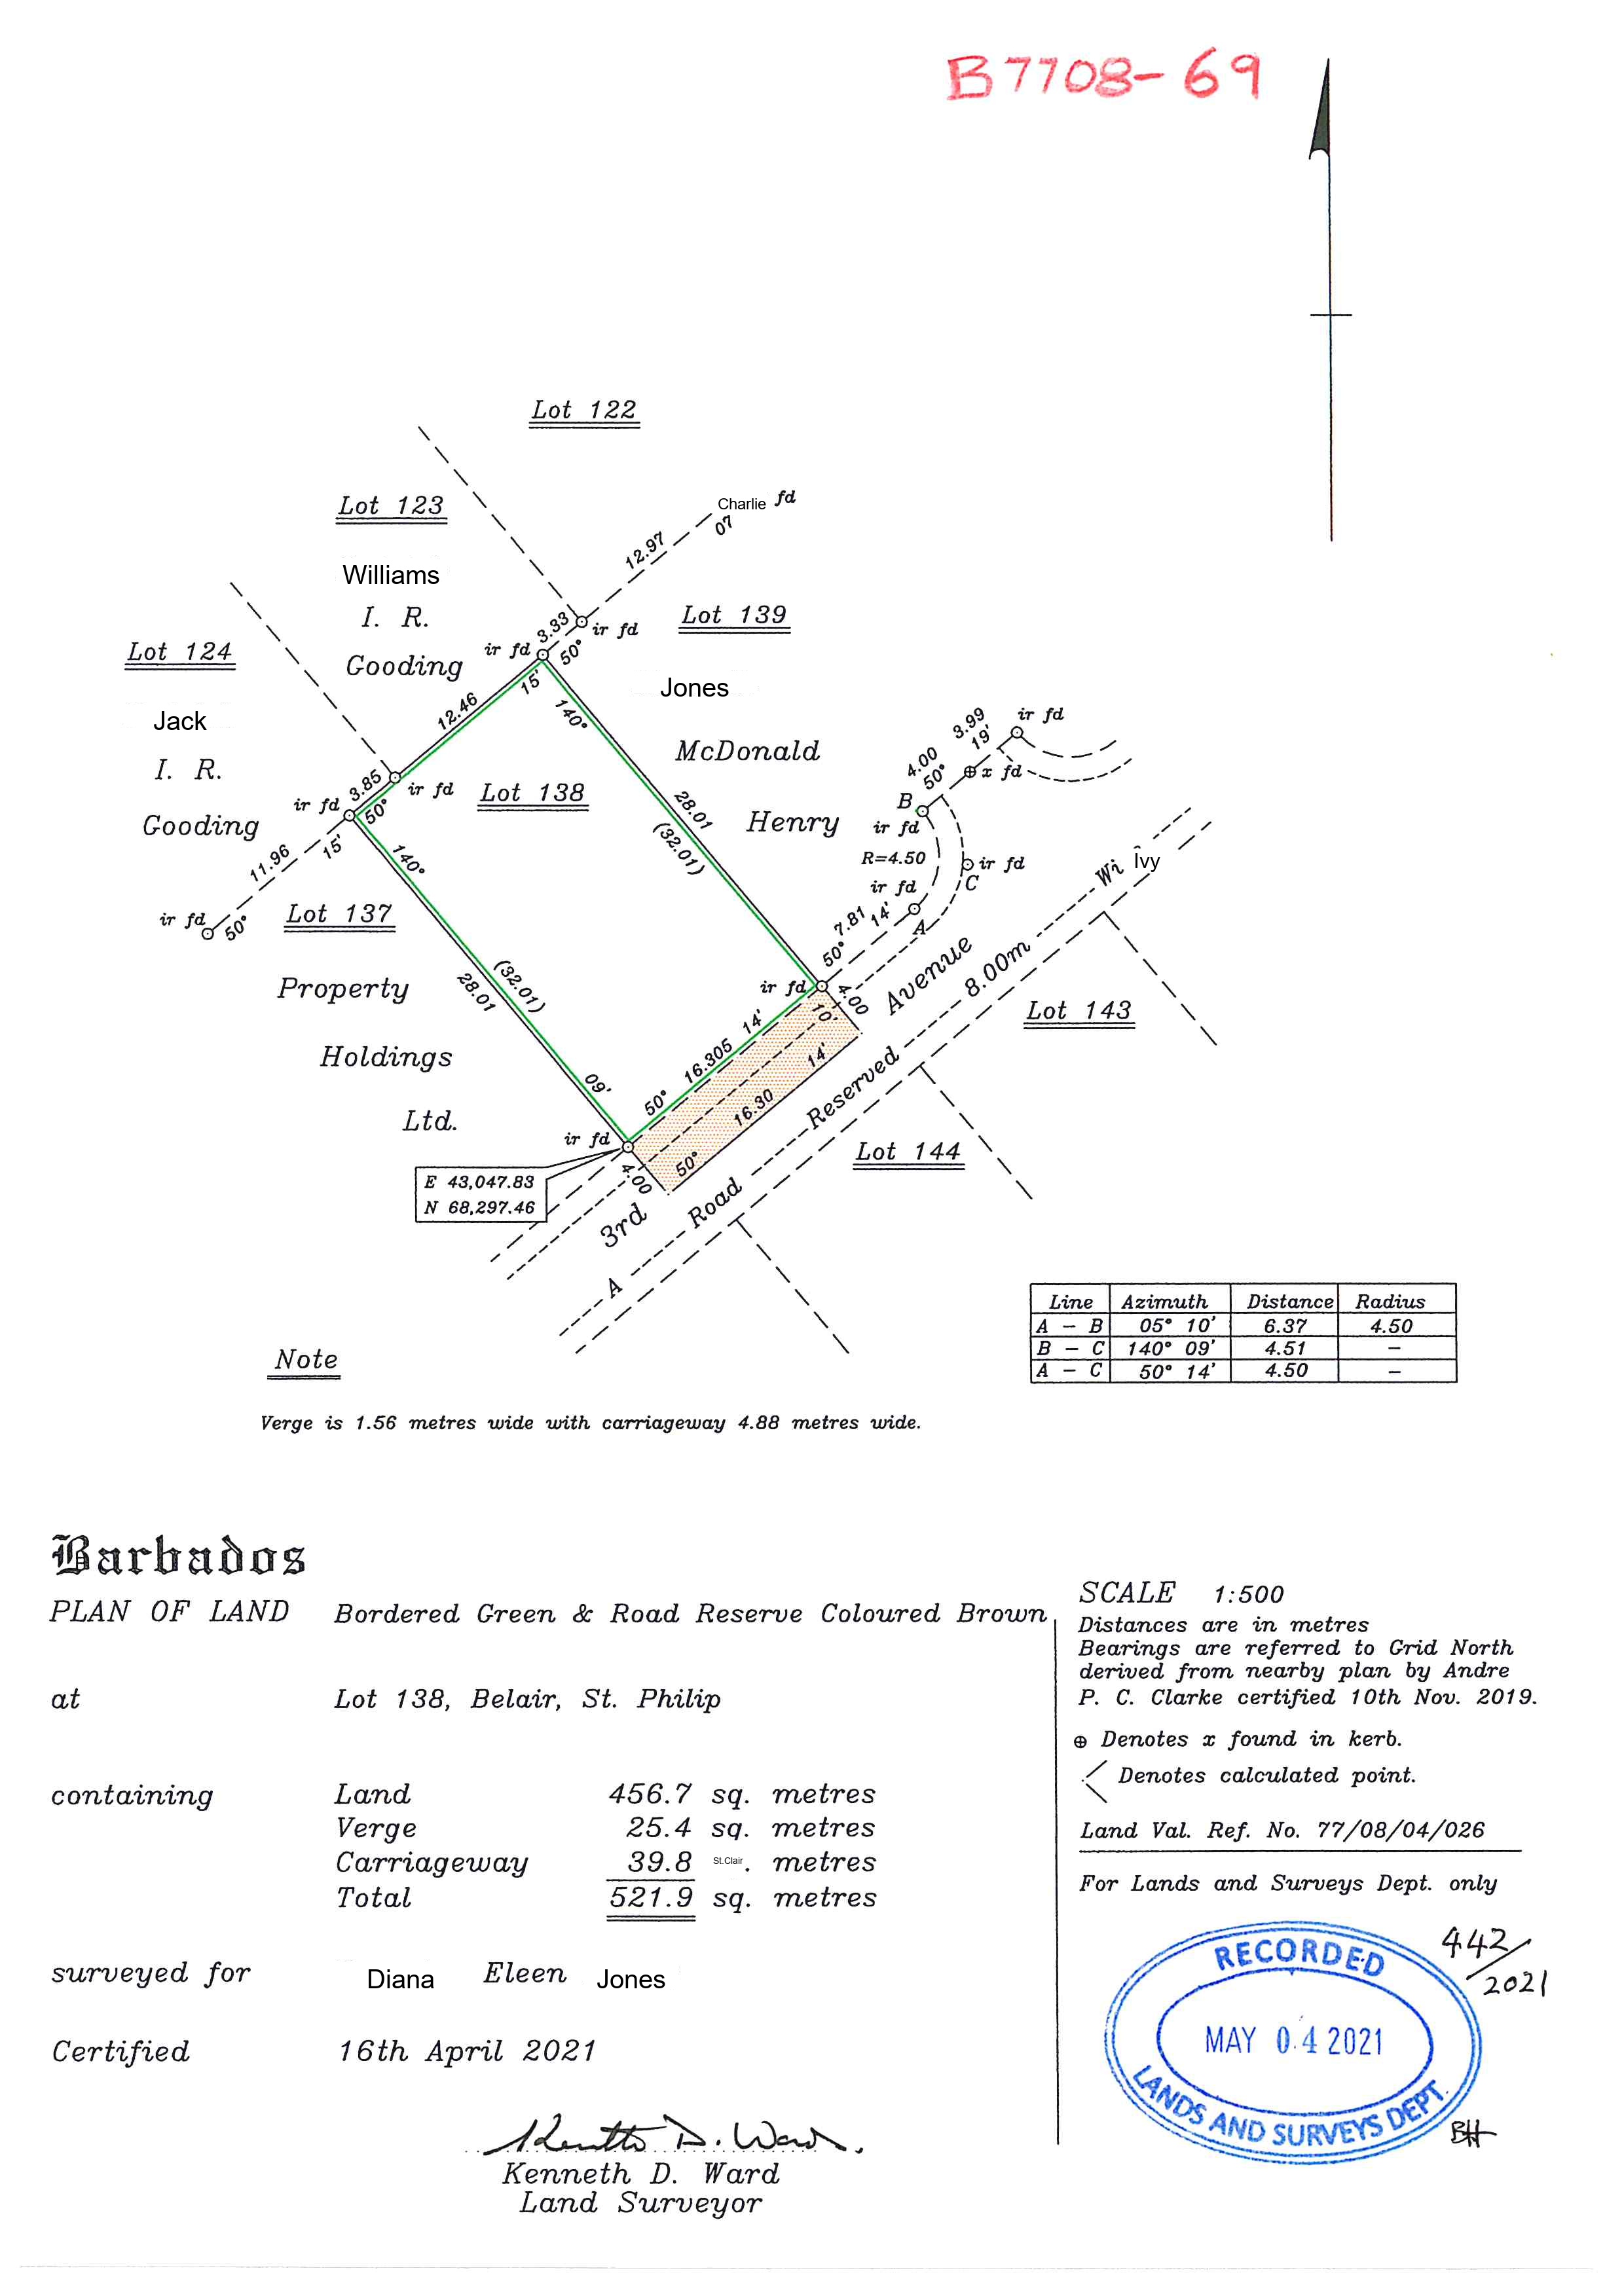 B7708-69
Lot 122
Lot 123
Charlie fd
07
12.97
Williams
I. R.
Gooding
3.33
ir fd
ir fd
50°
Lot 139
Lot 124
Jack
I. R.
Gooding
12.46
15'
140°
Jones
McDonald
Henry
3.85
ir fd
ir fd
50°
Lot 138
28.01
(32.01)
3.99
19'
ir fd
4.00
50°
x fd
B
ir fd
R=4.50
ir fd
C
ir fd
A
Wi Îvy
11.96
15'
140°
ir fd
50°
Lot 137
Property
Holdings
Ltd.
(32.01)
28.01
09'
7.81
14'
50°
ir fd
4.00
10'
Avenue
8.00m
Lot 143
16.305
14'
50°
14'
16.30
50°
Reserved
ir fd
4.00
Lot 144
E 43,047.83
N 68,297.46
3rd
Road
A
Line Azimuth Distance Radius
A - B 05° 10' 6.37 4.50
B - C 140° 09' 4.51 -
A - C 50° 14' 4.50 -
Note
Verge is 1.56 metres wide with carriageway 4.88 metres wide.
Barbados
PLAN OF LAND Bordered Green & Road Reserve Coloured Brown
at Lot 138, Belair, St. Philip
containing Land 456.7 sq. metres
Verge 25.4 sq. metres
Carriageway 39.8 St.Clair. metres
Total 521.9 sq. metres
surveyed for Diana Eleen Jones
Certified 16th April 2021
Kenneth D. Ward
Kenneth D. Ward
Land Surveyor
SCALE 1:500
Distances are in metres
Bearings are referred to Grid North
derived from nearby plan by Andre
P. C. Clarke certified 10th Nov. 2019.
⊕ Denotes x found in kerb.
Denotes calculated point.
Land Val. Ref. No. 77/08/04/026
For Lands and Surveys Dept. only
442/2021
RECORDED
MAY 04 2021
LANDS AND SURVEYS DEPT.
BH